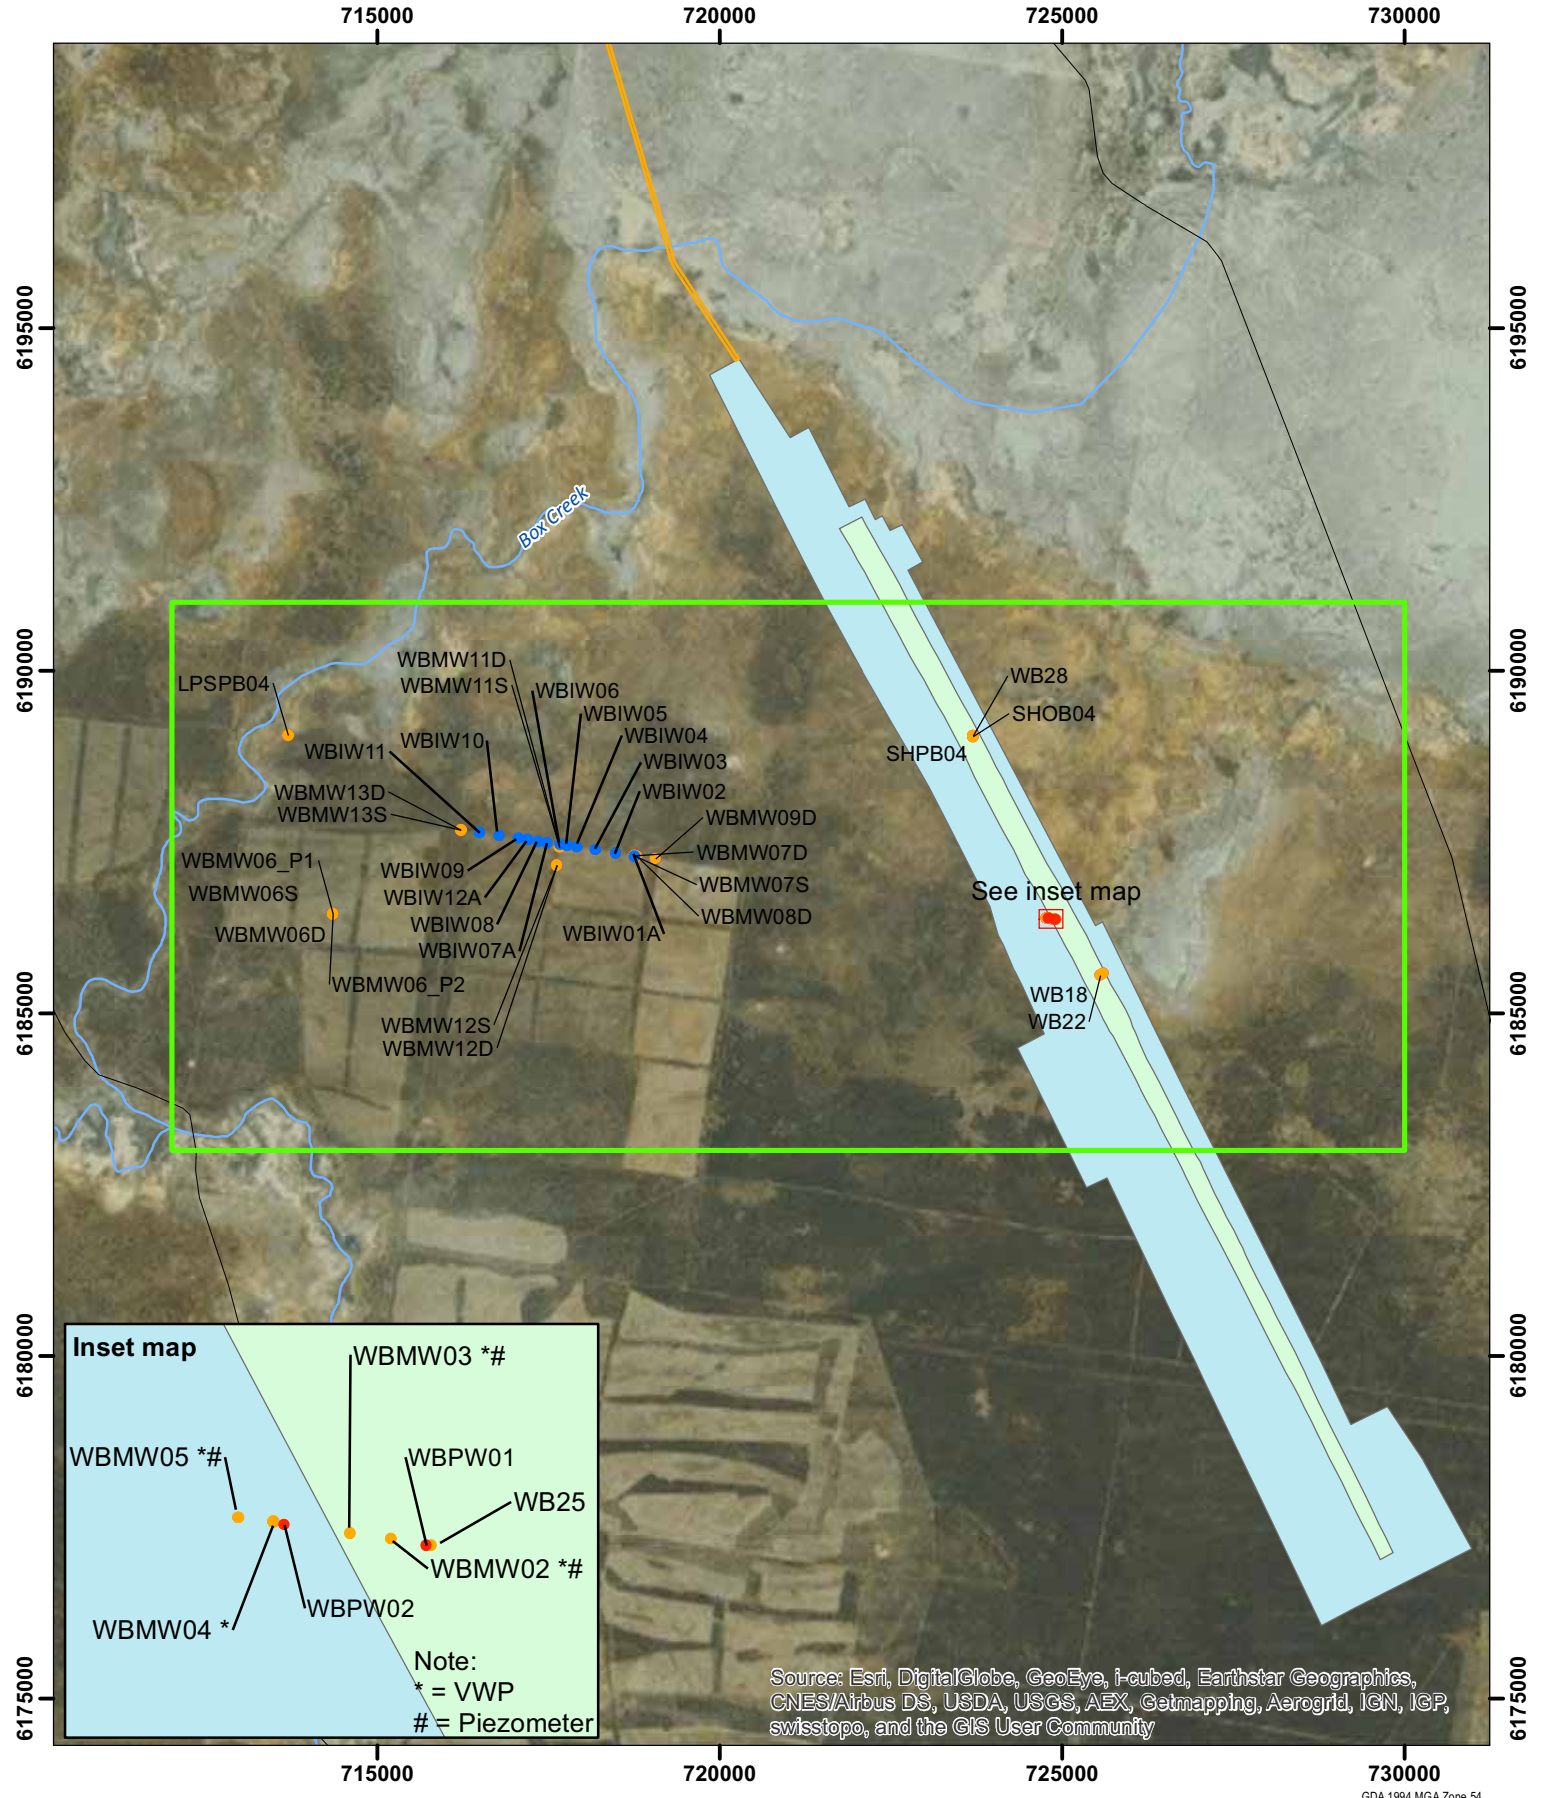 715000 720000 725000 730000
6195000 6195000
Box Creek
6190000 6190000
WBMW11D
WBMW11S
LPSPB04
WBIW06
WBIW05
WBIW04
WBIW03
WBIW02
WBIW10
WBIW11
WB28
SHOB04
SHPB04
WBMW13D
WBMW13S
WBMW09D
WBMW07D
WBMW07S
WBMW08D
WBMW06_P1
WBMW06S
WBMW06D
WBMW06_P2
WBIW09
WBIW12A
WBIW08
WBIW07A
WBIW01A
See inset map
WB18
WB22
WBMW12S
WBMW12D
6185000 6185000
6180000 6180000
Inset map
WBMW03 *#
WBMW05 *#
WBPW01
WB25
WBMW02 *#
WBPW02
WBMW04 *
Note:
* = VWP
# = Piezometer
Source: Esri, DigitalGlobe, GeoEye, i-cubed, Earthstar Geographics,
CNES/Airbus DS, USDA, USGS, AEX, Getmapping, Aerogrid, IGN, IGP,
swisstopo, and the GIS User Community
6175000 6175000
715000 720000 725000 730000
GDA 1994 MGA Zone 54